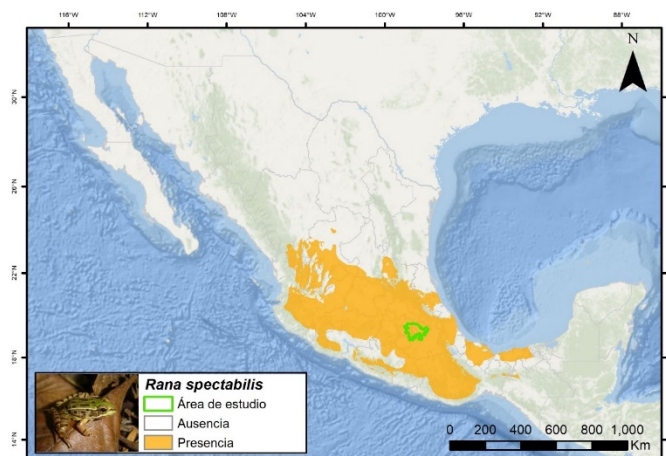 116°W 112°W 108°W 104°W 100°W 96°W 92°W 88°W
N
30°N
26°N
22°N
18°N
14°N
Rana spectabilis
Área de estudio
Ausencia
Presencia
0 200 400 600 800 1,000
Km